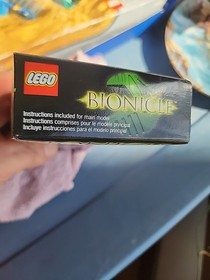 LEGO
BIONICLE
Instructions included for main model
Instructions comprises pour le modèle principal
Incluye instrucciones para el modelo principal